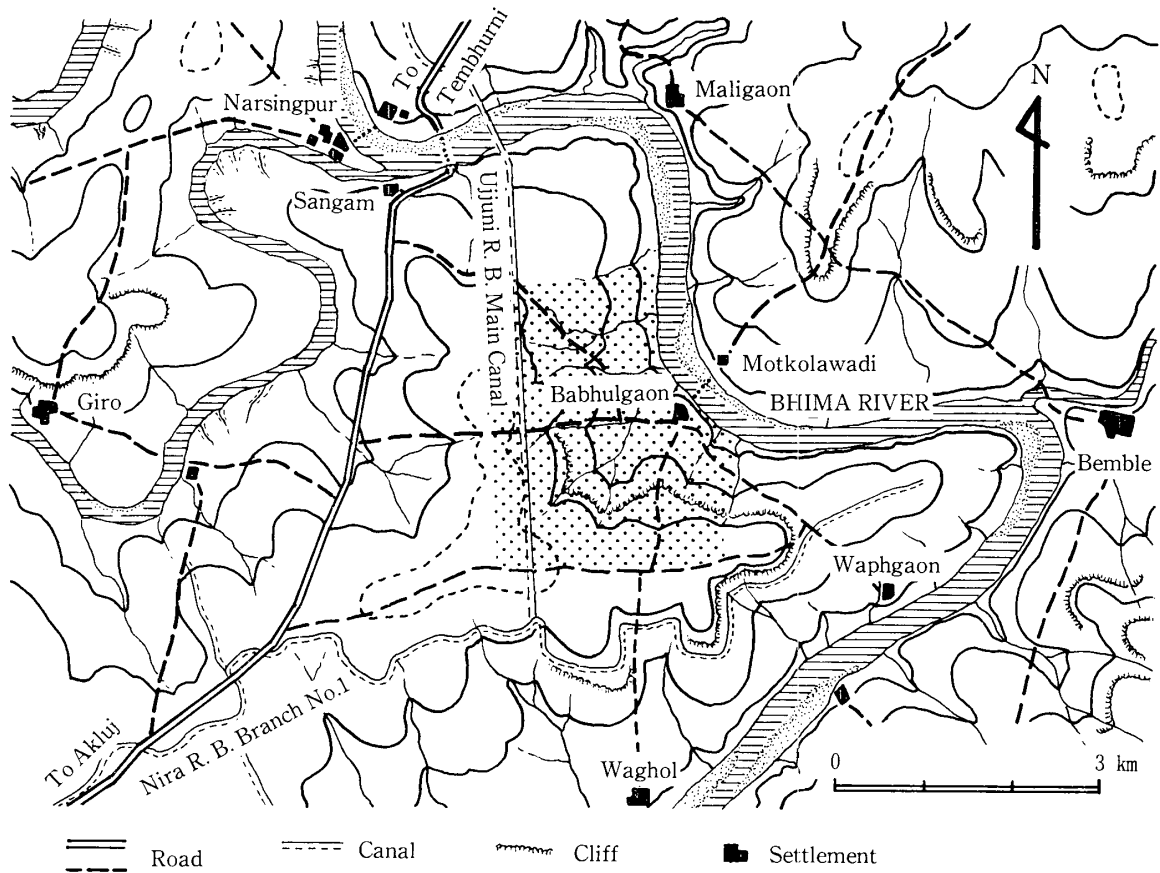 To
Tembhurni
N
Narsingpur
Maligaon
Sangam
Ujjuni R. B. Main Canal
Motkolawadi
Babhulgaon
BHIMA RIVER
Giro
Bemble
Waphgaon
To Akluj
Nira R. B. Branch No.1
Waghol
0 3 km
Road
Canal
Cliff
Settlement